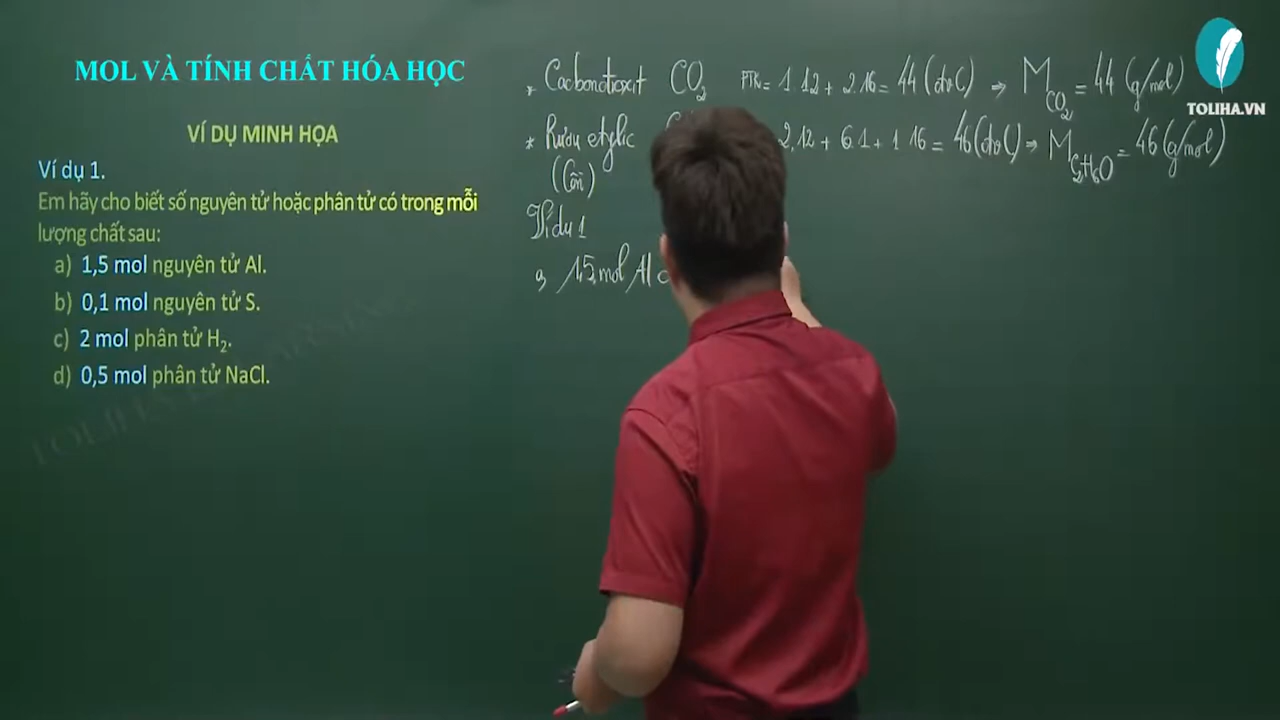 MOL VÀ TÍNH CHẤT HÓA HỌC
VÍ DỤ MINH HỌA
Ví dụ 1.
Em hãy cho biết số nguyên tử hoặc phân tử có trong mỗi
lượng chất sau:
a) 1,5 mol nguyên tử Al.
b) 0,1 mol nguyên tử S.
c) 2 mol phân tử H₂.
d) 0,5 mol phân tử NaCl.
* Cacbonđioxit CO₂ PTK = 1.12 + 2.16 = 44 (đvC) ⇒ M CO₂ = 44 (g/mol)
* Rượu etylic 2.12 + 6.1 + 1.16 = 46 (đvC) ⇒ M C₂H₆O = 46 (g/mol)
(Cồn)
Ví dụ 1
a, 1,5 mol Al
TOLIHA.VN